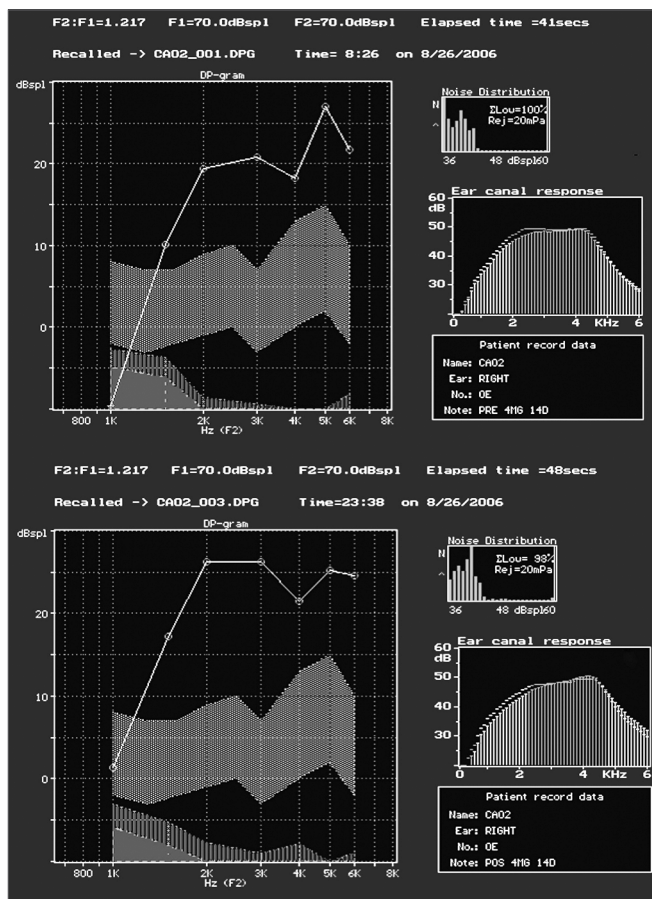 F2:F1=1.217 F1=70.0dBspl F2=70.0dBspl Elapsed time =41secs
Recalled -> CA02_001.DPG Time= 8:26 on 8/26/2006
DP-gram
dBspl
20
10
0
800 1K 2K 3K 4K 5K 6K 8K
Hz (F2)
Noise Distribution
N
^
ΣLou=100%
Rej=20mPa
36 48 dBspl60
Ear canal response
60
dB
50
40
30
0 2 4 KHz 6
Patient record data
Name: CA02
Ear: RIGHT
No.: OE
Note: PRE 4MG 14D
F2:F1=1.217 F1=70.0dBspl F2=70.0dBspl Elapsed time =48secs
Recalled -> CA02_003.DPG Time=23:38 on 8/26/2006
DP-gram
dBspl
20
10
0
800 1K 2K 3K 4K 5K 6K 8K
Hz (F2)
Noise Distribution
N
^
ΣLou= 98%
Rej=20mPa
36 48 dBspl60
Ear canal response
60
dB
50
40
30
0 2 4 KHz 6
Patient record data
Name: CA02
Ear: RIGHT
No.: OE
Note: POS 4MG 14D